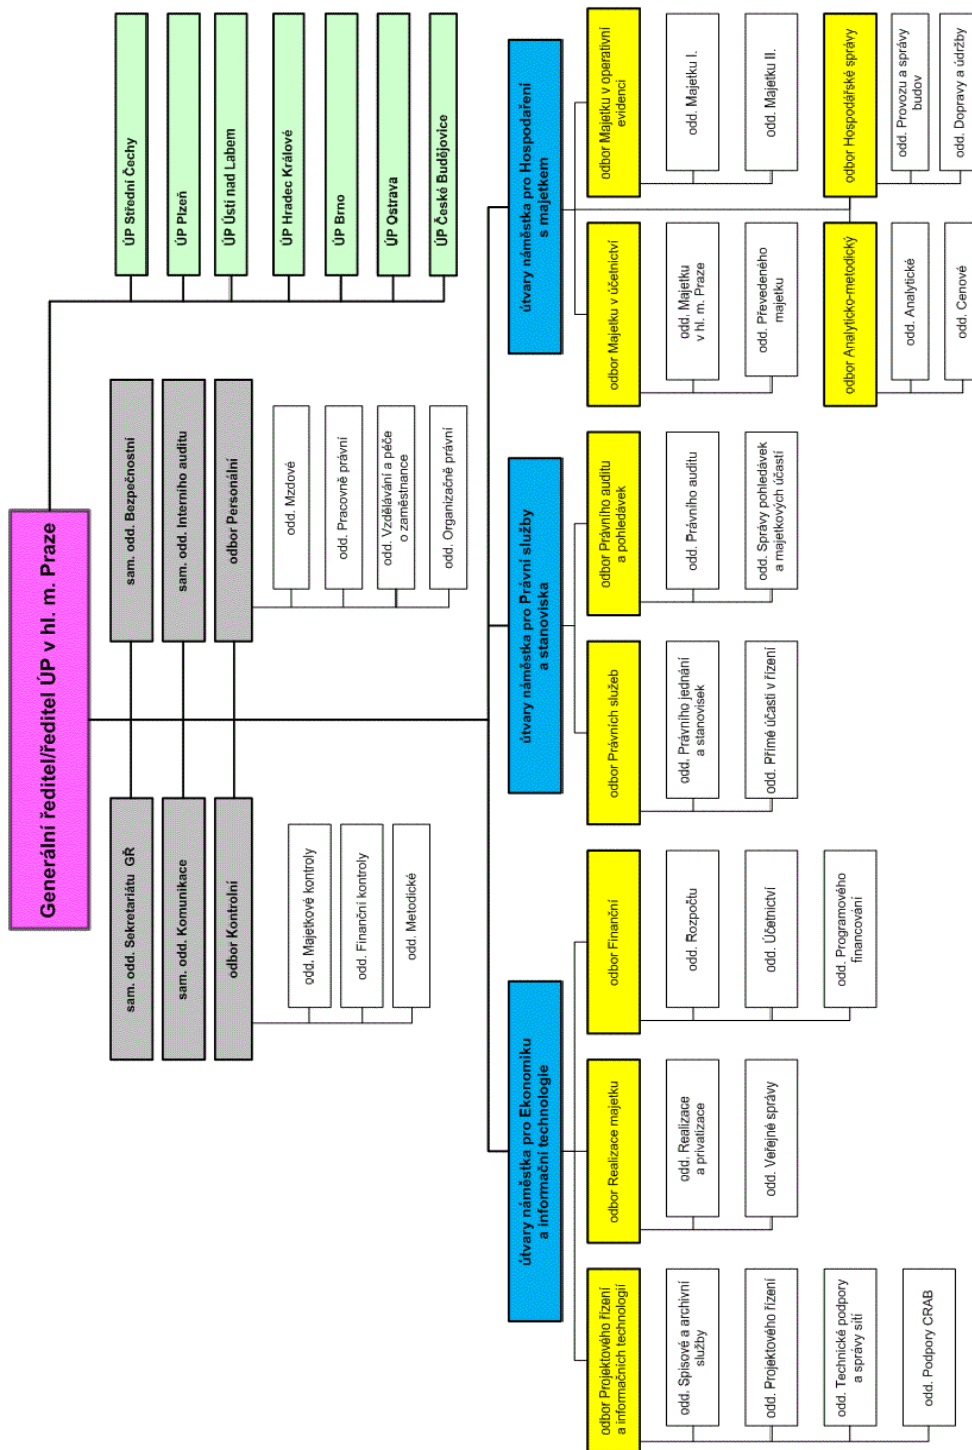 Generální ředitel/ředitel ÚP v hl. m. Praze
sam. odd. Sekretariátu GŘ
sam. odd. Bezpečnostní
sam. odd. Komunikace
sam. odd. Interního auditu
odbor Kontrolní
odd. Majetkové kontroly
odd. Finanční kontroly
odd. Metodické
odbor Personální
odd. Mzdové
odd. Pracovně právní
odd. Vzdělávání a péče
o zaměstnance
odd. Organizačně právní
ÚP Střední Čechy
ÚP Plzeň
ÚP Ústí nad Labem
ÚP Hradec Králové
ÚP Brno
ÚP Ostrava
ÚP České Budějovice
útvary náměstka pro Ekonomiku
a informační technologie
odbor Projektového řízení
a informačních technologií
odd. Spisové a archivní
služby
odd. Projektového řízení
odd. Technické podpory
a správy sítí
odd. Podpory CRAB
odbor Realizace majetku
odd. Realizace
a privatizace
odd. Veřejné správy
odbor Finanční
odd. Rozpočtu
odd. Účetnictví
odd. Programového
financování
útvary náměstka pro Právní služby
a stanoviska
odbor Právních služeb
odd. Právního jednání
a stanovisek
odd. Přímé účasti v řízení
odbor Právního auditu
a pohledávek
odd. Právního auditu
odd. Správy pohledávek
a majetkových účastí
útvary náměstka pro Hospodaření
s majetkem
odbor Majetku v účetnictví
odd. Majetku
v hl. m. Praze
odd. Převedeného
majetku
odbor Majetku v operativní
evidenci
odd. Majetku I.
odd. Majetku II.
odbor Analyticko-metodický
odd. Analytické
odd. Cenové
odbor Hospodářské správy
odd. Provozu a správy
budov
odd. Dopravy a údržby